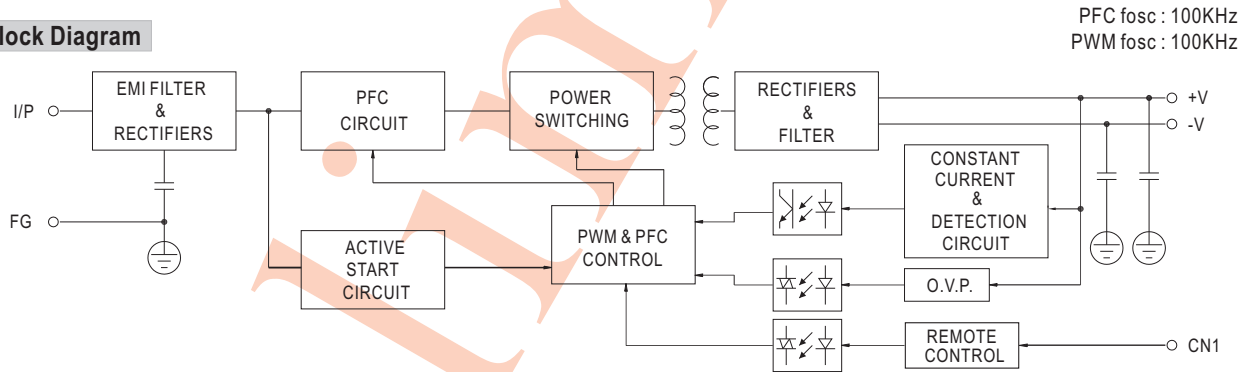 PFC fosc : 100KHz
PWM fosc : 100KHz
lock Diagram
I/P
EMI FILTER
&
RECTIFIERS
PFC
CIRCUIT
POWER
SWITCHING
RECTIFIERS
&
FILTER
+V
-V
CONSTANT
CURRENT
&
DETECTION
CIRCUIT
FG
ACTIVE
START
CIRCUIT
PWM & PFC
CONTROL
O.V.P.
REMOTE
CONTROL
CN1